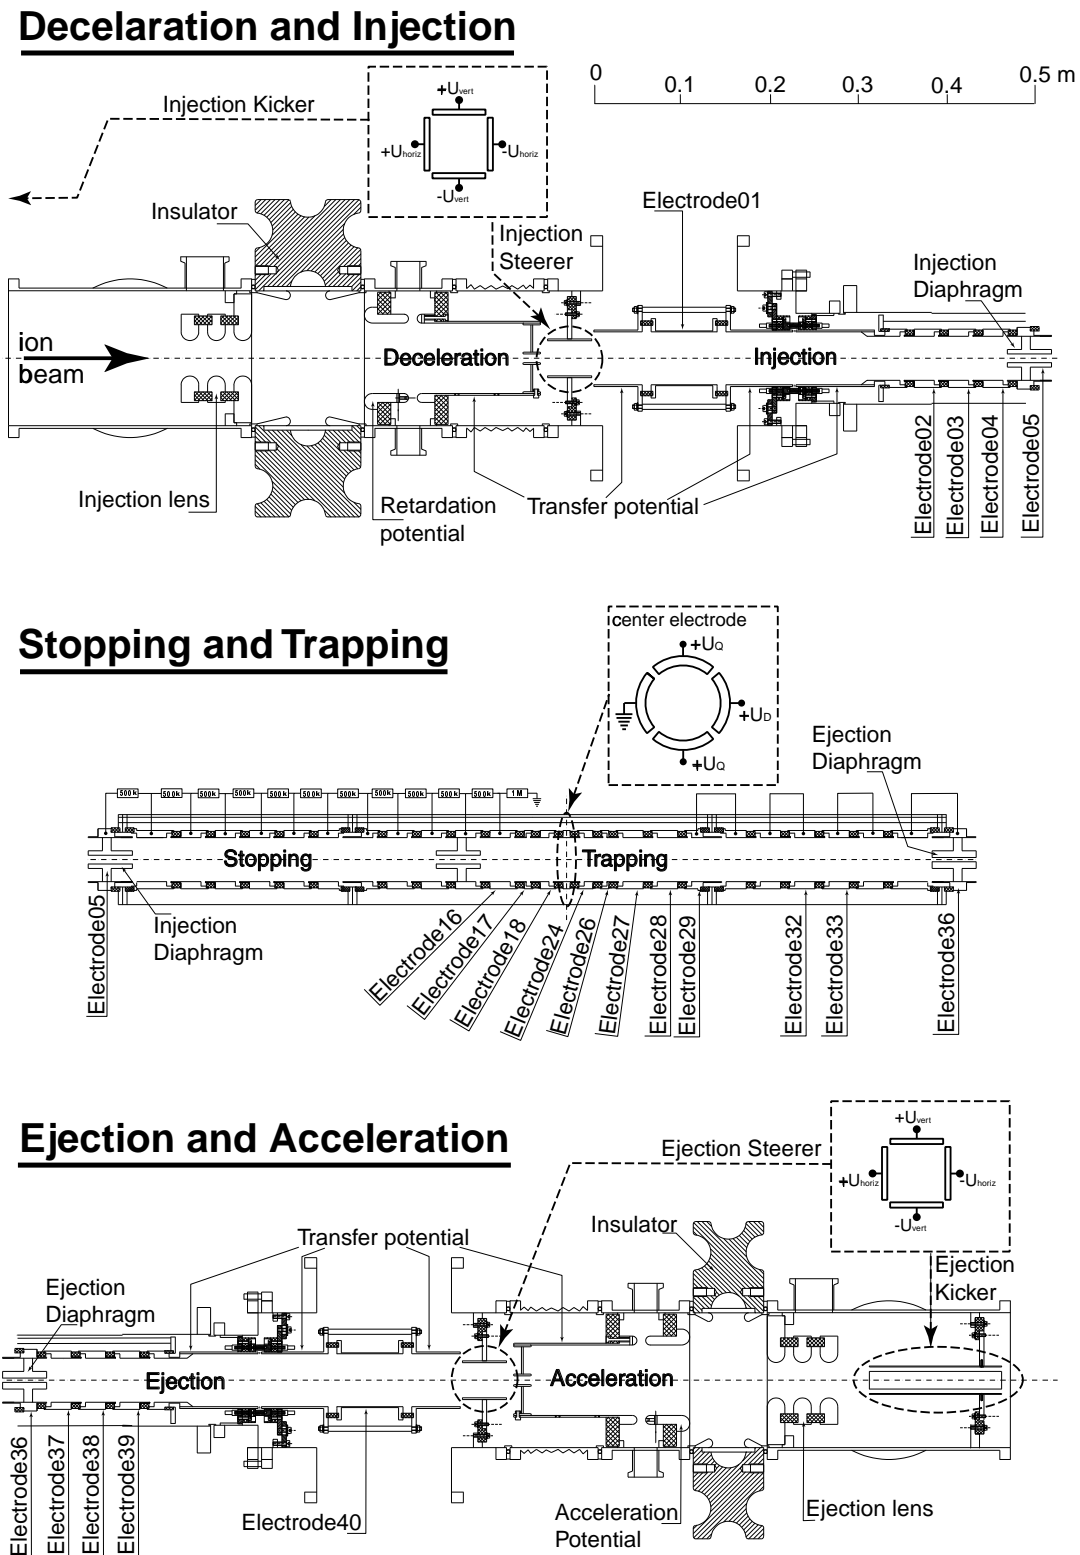 Decelaration and Injection
0 0.1 0.2 0.3 0.4 0.5 m
Injection Kicker
+Uvert
+Uhoriz -Uhoriz
-Uvert
Insulator
Injection
Steerer
Electrode01
Injection
Diaphragm
ion
beam
Deceleration
Injection
Injection lens
Retardation
potential
Transfer potential
Electrode02
Electrode03
Electrode04
Electrode05
Stopping and Trapping
center electrode
+UQ
+UD
+UQ
Ejection
Diaphragm
500k 500k 500k 500k 500k 500k 500k 500k 500k 500k 500k 1M
Stopping
Trapping
Injection
Diaphragm
Electrode05
Electrode16
Electrode17
Electrode18
Electrode24
Electrode26
Electrode27
Electrode28
Electrode29
Electrode32
Electrode33
Electrode36
Ejection and Acceleration
Ejection Steerer
+Uvert
+Uhoriz -Uhoriz
-Uvert
Transfer potential
Insulator
Ejection
Kicker
Ejection
Diaphragm
Ejection
Acceleration
Electrode36
Electrode37
Electrode38
Electrode39
Electrode40
Acceleration
Potential
Ejection lens